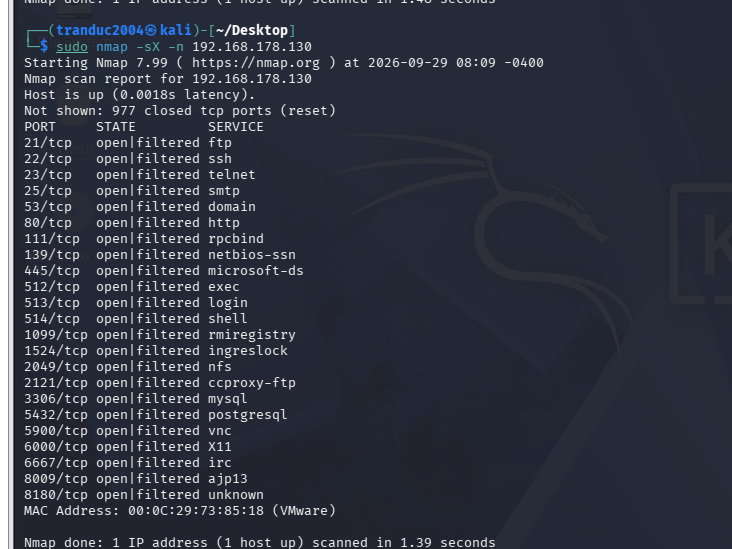 Nmap done: 1 IP address (1 host up) scanned in 1.48 seconds
┌──(tranduc2004㉿kali)-[~/Desktop]
└─$ sudo nmap -sX -n 192.168.178.130
Starting Nmap 7.99 ( https://nmap.org ) at 2026-09-29 08:09 -0400
Nmap scan report for 192.168.178.130
Host is up (0.0018s latency).
Not shown: 977 closed tcp ports (reset)
PORT     STATE         SERVICE
21/tcp   open|filtered ftp
22/tcp   open|filtered ssh
23/tcp   open|filtered telnet
25/tcp   open|filtered smtp
53/tcp   open|filtered domain
80/tcp   open|filtered http
111/tcp  open|filtered rpcbind
139/tcp  open|filtered netbios-ssn
445/tcp  open|filtered microsoft-ds
512/tcp  open|filtered exec
513/tcp  open|filtered login
514/tcp  open|filtered shell
1099/tcp open|filtered rmiregistry
1524/tcp open|filtered ingreslock
2049/tcp open|filtered nfs
2121/tcp open|filtered ccproxy-ftp
3306/tcp open|filtered mysql
5432/tcp open|filtered postgresql
5900/tcp open|filtered vnc
6000/tcp open|filtered X11
6667/tcp open|filtered irc
8009/tcp open|filtered ajp13
8180/tcp open|filtered unknown
MAC Address: 00:0C:29:73:85:18 (VMware)
Nmap done: 1 IP address (1 host up) scanned in 1.39 seconds